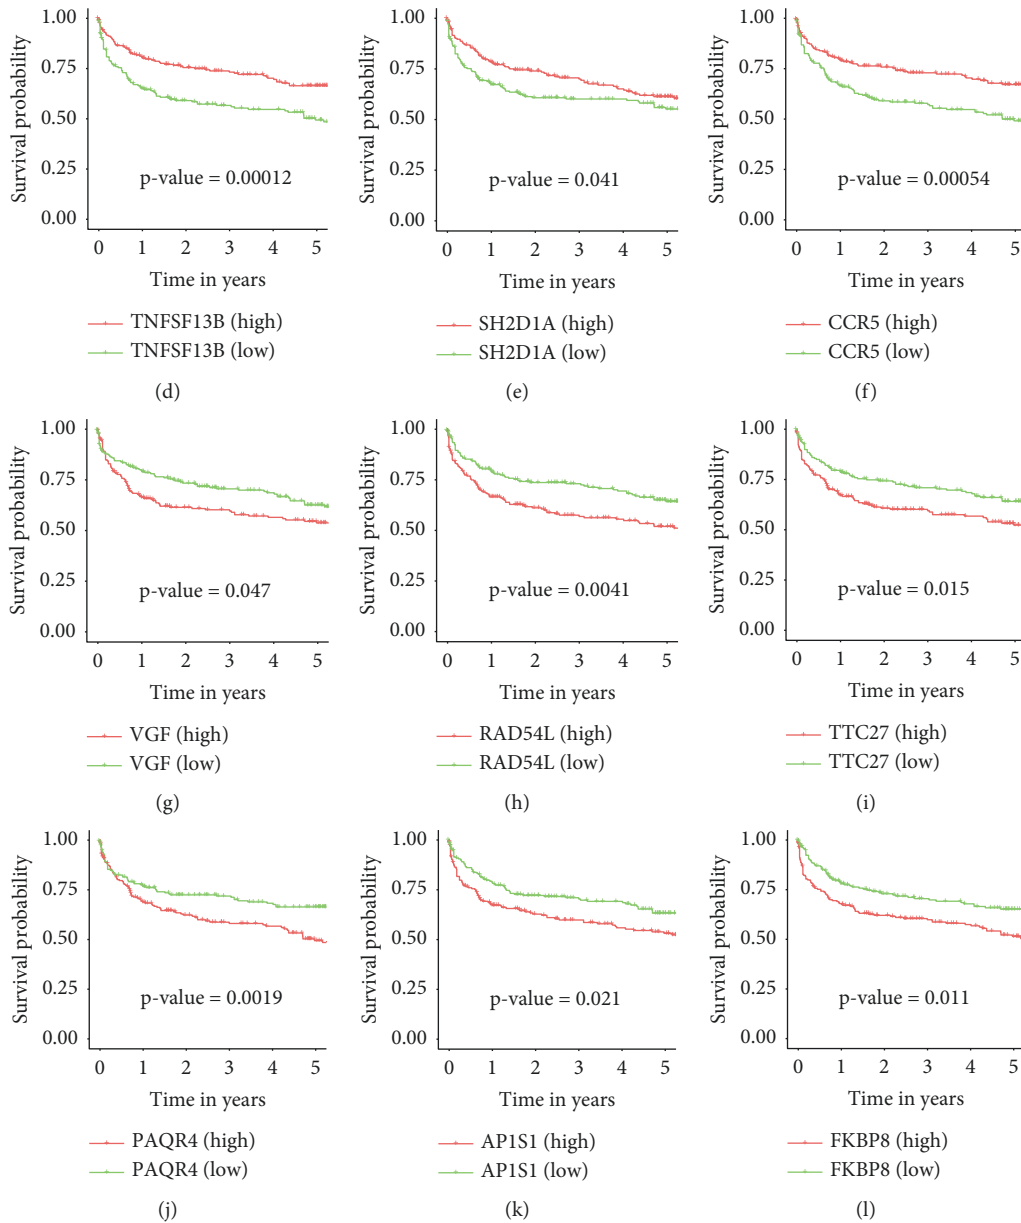 Survival probability
1.00
0.75
0.50
0.25
0.00
p-value = 0.00012
0 1 2 3 4 5
Time in years
TNFSF13B (high)
TNFSF13B (low)
(d)
Survival probability
1.00
0.75
0.50
0.25
0.00
p-value = 0.041
0 1 2 3 4 5
Time in years
SH2D1A (high)
SH2D1A (low)
(e)
Survival probability
1.00
0.75
0.50
0.25
0.00
p-value = 0.00054
0 1 2 3 4 5
Time in years
CCR5 (high)
CCR5 (low)
(f)
Survival probability
1.00
0.75
0.50
0.25
0.00
p-value = 0.047
0 1 2 3 4 5
Time in years
VGF (high)
VGF (low)
(g)
Survival probability
1.00
0.75
0.50
0.25
0.00
p-value = 0.0041
0 1 2 3 4 5
Time in years
RAD54L (high)
RAD54L (low)
(h)
Survival probability
1.00
0.75
0.50
0.25
0.00
p-value = 0.015
0 1 2 3 4 5
Time in years
TTC27 (high)
TTC27 (low)
(i)
Survival probability
1.00
0.75
0.50
0.25
0.00
p-value = 0.0019
0 1 2 3 4 5
Time in years
PAQR4 (high)
PAQR4 (low)
(j)
Survival probability
1.00
0.75
0.50
0.25
0.00
p-value = 0.021
0 1 2 3 4 5
Time in years
AP1S1 (high)
AP1S1 (low)
(k)
Survival probability
1.00
0.75
0.50
0.25
0.00
p-value = 0.011
0 1 2 3 4 5
Time in years
FKBP8 (high)
FKBP8 (low)
(l)